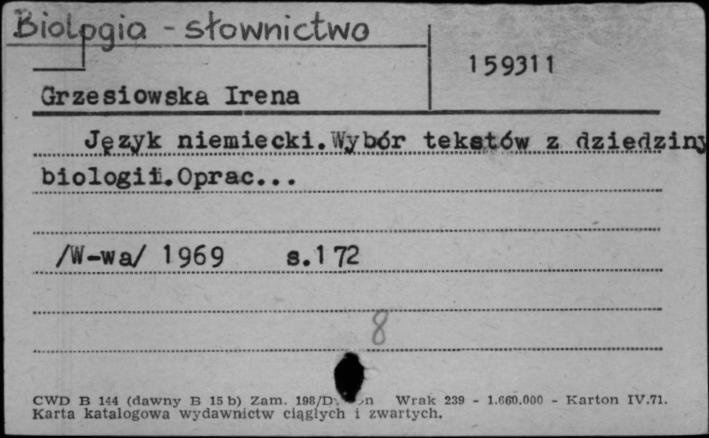 Biologia - słownictwo
159311
Grzesiowska Irena
Język niemiecki.Wybór tekstów z dziedziny
biologii.Oprac...
/W-wa/ 1969 s.172
8
CWD B 144 (dawny B 15 b) Zam. Wrak 239 - 1.660.000 - Karton IV.71.
Karta katalogowa wydawnictw ciągłych i zwartych.